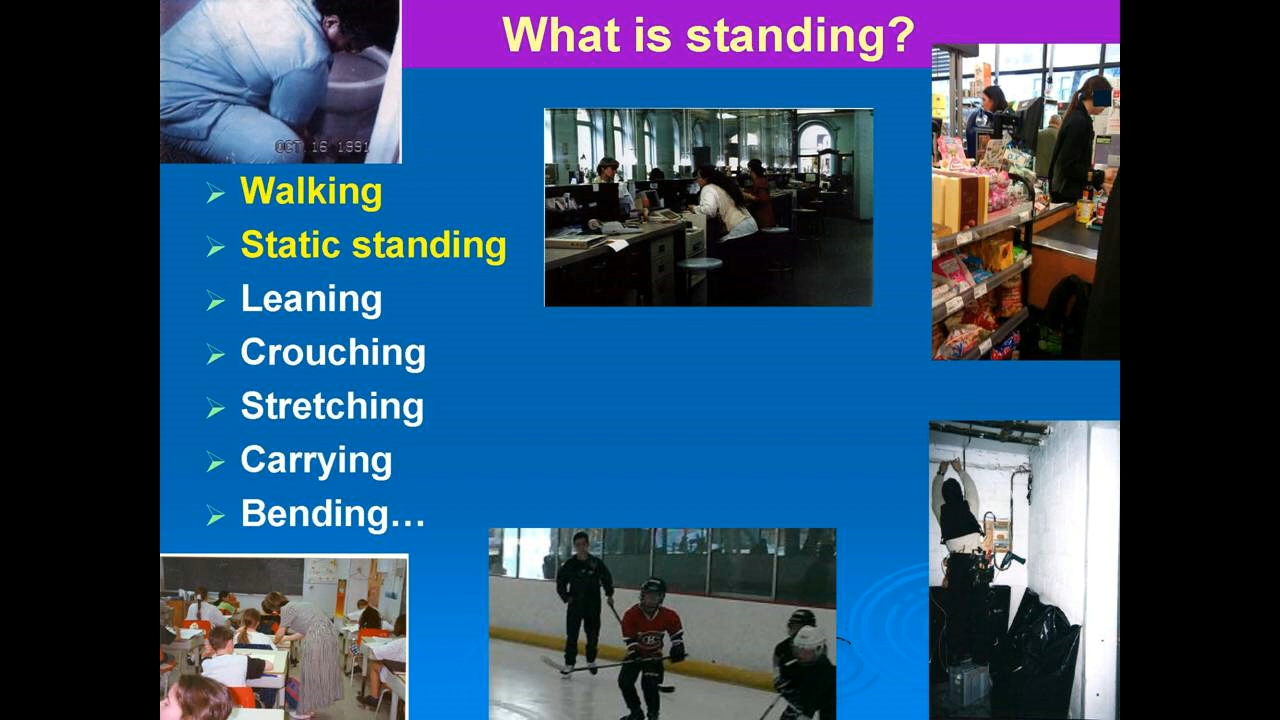 What is standing?
OCT. 16 1991
Walking
Static standing
Leaning
Crouching
Stretching
Carrying
Bending…